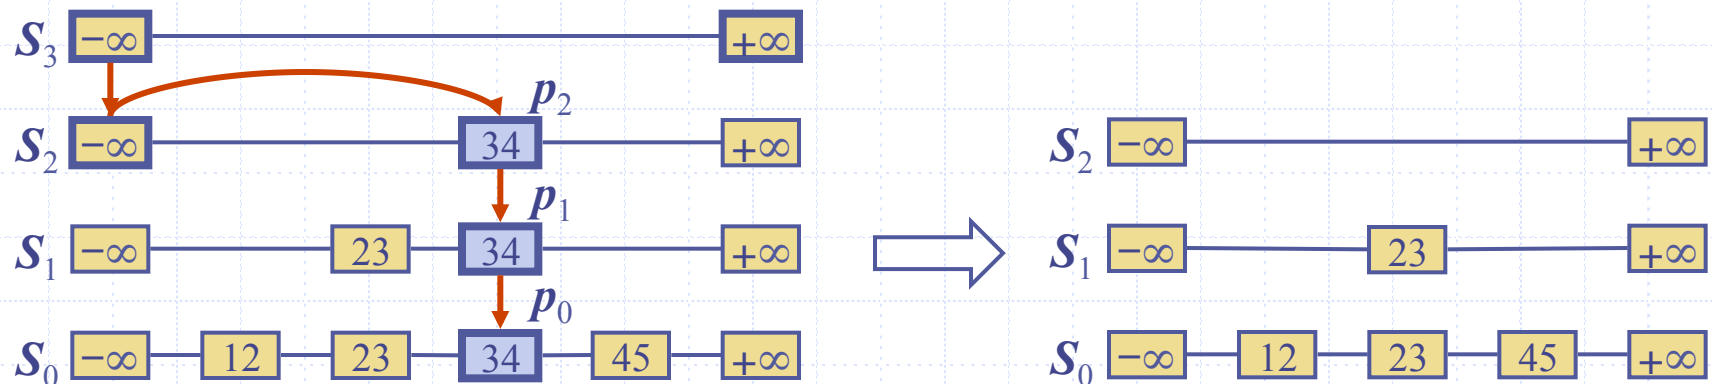 S3 −∞ +∞
p2
S2 −∞ 34 +∞
p1
S1 −∞ 23 34 +∞
p0
S0 −∞ 12 23 34 45 +∞
S2 −∞ +∞
S1 −∞ 23 +∞
S0 −∞ 12 23 45 +∞